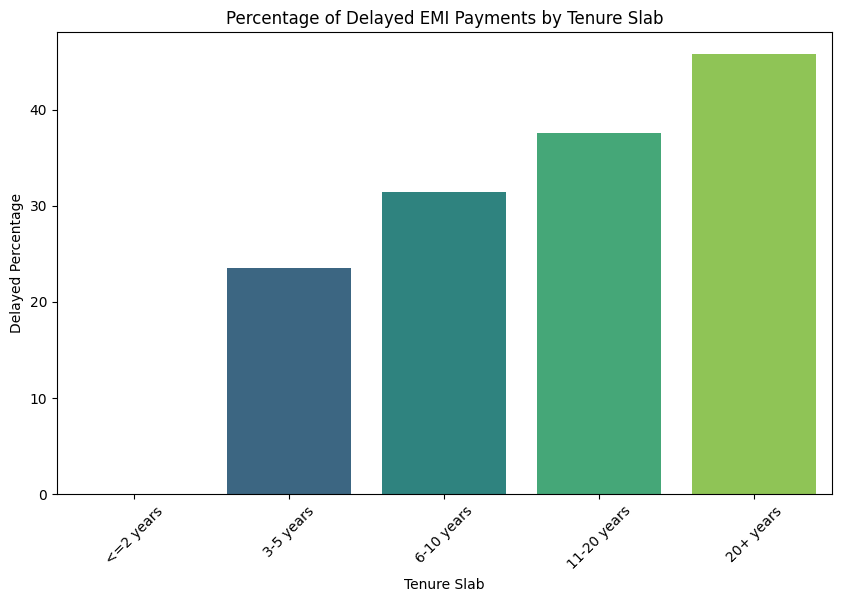 Percentage of Delayed EMI Payments by Tenure Slab
Delayed Percentage
40
30
20
10
0
<=2 years
3-5 years
6-10 years
11-20 years
20+ years
Tenure Slab